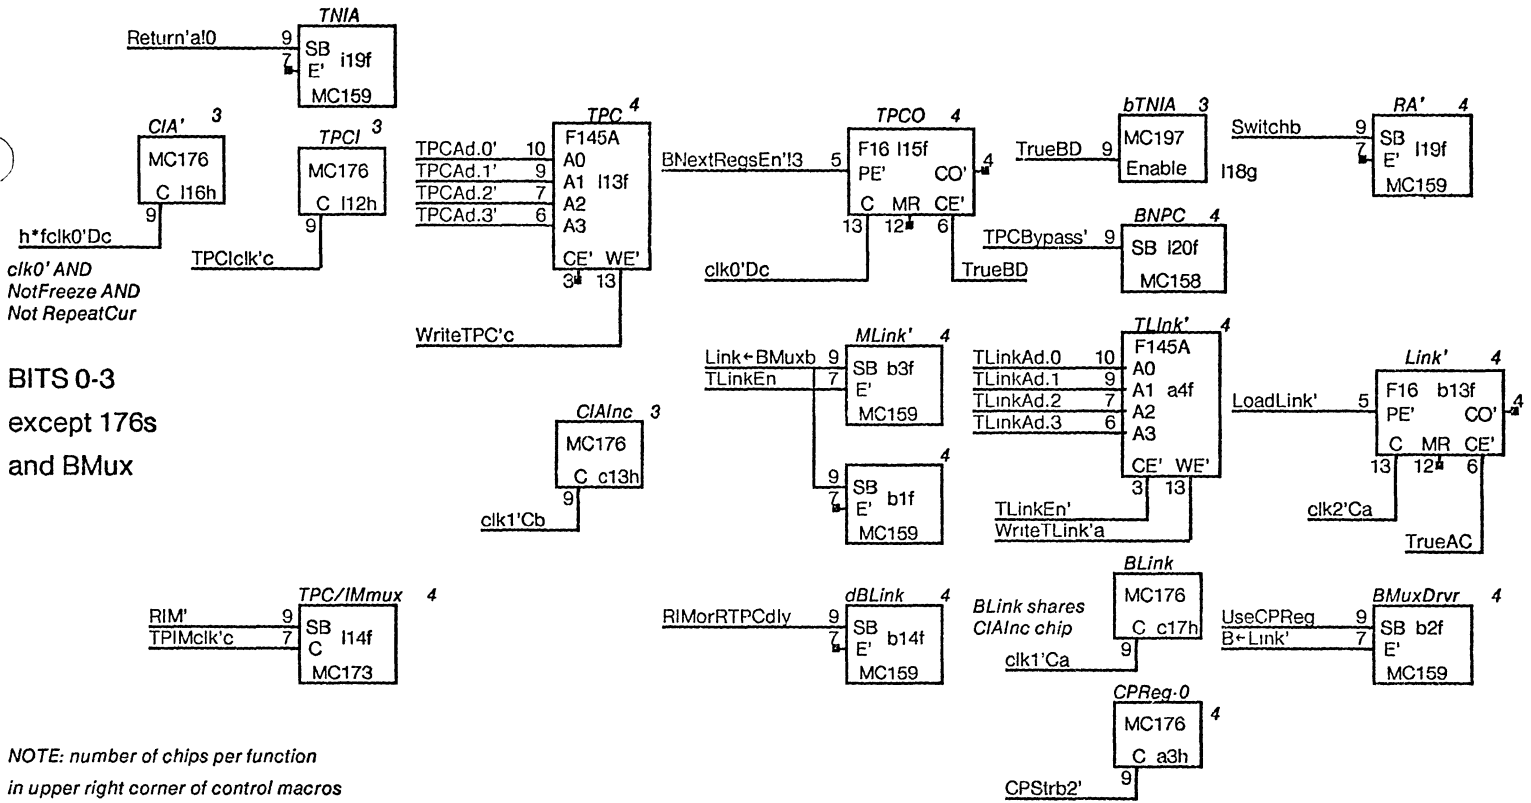 TNIA
Return'a!0 9
SB i19f
7 E'
MC159
CIA' 3
MC176
C l16h
9
h*fclk0'Dc
clk0' AND
NotFreeze AND
Not RepeatCur
TPCI 3
MC176
C l12h
9
TPCIclk'c
TPC 4
F145A
TPCAd.0' 10 A0
TPCAd.1' 9 A1 l13f
TPCAd.2' 7 A2
TPCAd.3' 6 A3
CE' WE'
3 13
WriteTPC'c
TPCO 4
F16 l15f
BNextRegsEn'!3 5 PE' CO' 4
C MR CE'
13 12 6
clk0'Dc
TrueBD
bTNIA 3
MC197
TrueBD 9
Enable l18g
RA' 4
Switchb 9 SB l19f
7 E'
MC159
BNPC 4
TPCBypass' 9 SB l20f
MC158
BITS 0-3
except 176s
and BMux
CIAInc 3
MC176
C c13h
9
clk1'Cb
MLink' 4
Link←BMuxb 9 SB b3f
TLinkEn 7 E'
MC159
4
9 SB b1f
7 E'
MC159
TLink' 4
F145A
TLinkAd.0 10 A0
TLinkAd.1 9 A1 a4f
TLinkAd.2 7 A2
TLinkAd.3 6 A3
CE' WE'
3 13
TLinkEn'
WriteTLink'a
Link' 4
F16 b13f
LoadLink' 5 PE' CO' 4
C MR CE'
13 12 6
clk2'Ca
TrueAC
TPC/IMmux 4
RIM' 9 SB l14f
TPIMclk'c 7 C
MC173
dBLink 4
RIMorRTPCdly 9 SB b14f
7 E'
MC159
BLink
BLink shares
CIAInc chip
MC176
C c17h
9
clk1'Ca
BMuxDrvr 4
UseCPReg 9 SB b2f
B←Link' 7 E'
MC159
CPReg.0 4
MC176
C a3h
9
CPStrb2'
NOTE: number of chips per function
in upper right corner of control macros